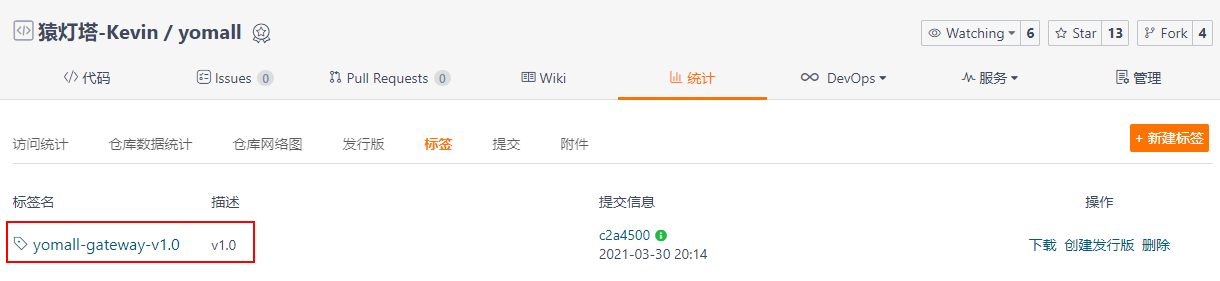 猿灯塔-Kevin / yomall
Watching 6 Star 13 Fork 4
代码 Issues 0 Pull Requests 0 Wiki 统计 DevOps 服务 管理
访问统计 仓库数据统计 仓库网络图 发行版 标签 提交 附件 + 新建标签
标签名 描述 提交信息 操作
yomall-gateway-v1.0 v1.0 c2a4500 下载 创建发行版 删除
2021-03-30 20:14